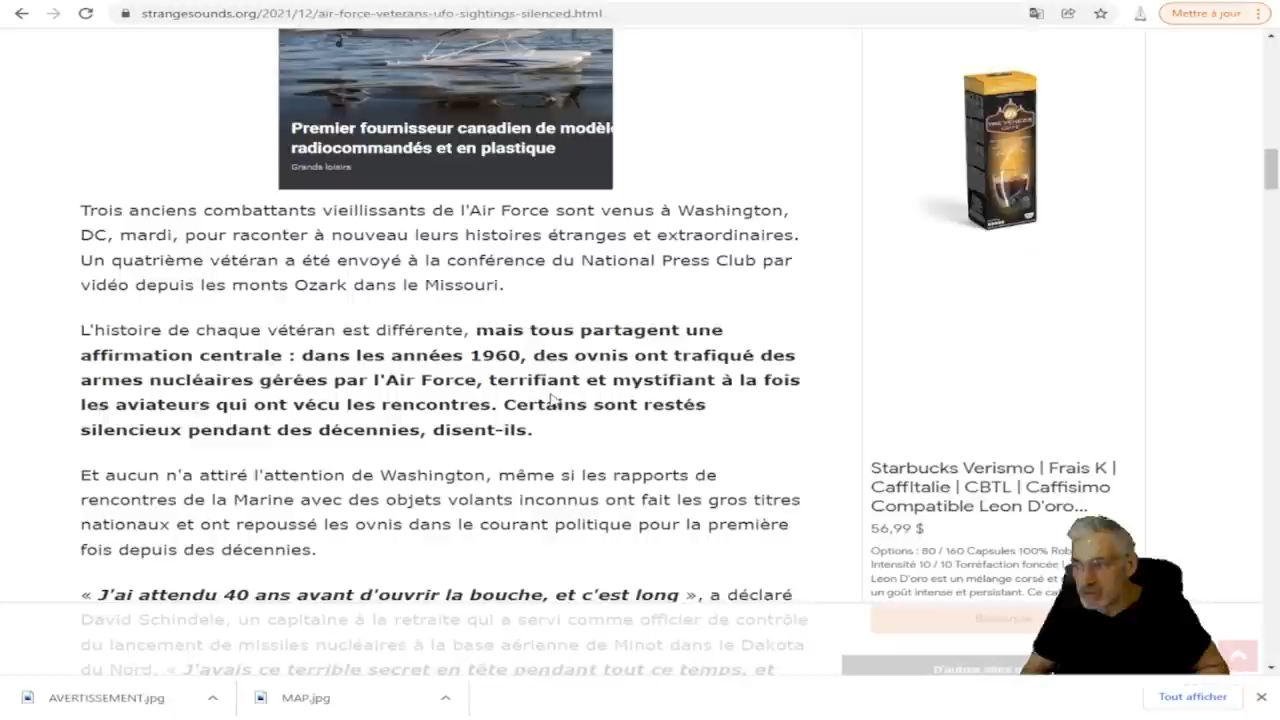 strangesounds.org/2021/12/air-force-veterans-ufo-sightings-silenced.html
Mettre à jour
Premier fournisseur canadien de modèl
radiocommandés et en plastique
Grands loisirs
Trois anciens combattants vieillissants de l'Air Force sont venus à Washington,
DC, mardi, pour raconter à nouveau leurs histoires étranges et extraordinaires.
Un quatrième vétéran a été envoyé à la conférence du National Press Club par
vidéo depuis les monts Ozark dans le Missouri.
L'histoire de chaque vétéran est différente, mais tous partagent une
affirmation centrale : dans les années 1960, des ovnis ont trafiqué des
armes nucléaires gérées par l'Air Force, terrifiant et mystifiant à la fois
les aviateurs qui ont vécu les rencontres. Certains sont restés
silencieux pendant des décennies, disent-ils.
Et aucun n'a attiré l'attention de Washington, même si les rapports de
rencontres de la Marine avec des objets volants inconnus ont fait les gros titres
nationaux et ont repoussé les ovnis dans le courant politique pour la première
fois depuis des décennies.
« J'ai attendu 40 ans avant d'ouvrir la bouche, et c'est long », a déclaré
David Schindele, un capitaine à la retraite qui a servi comme officier de contrôle
du lancement de missiles nucléaires à la base aérienne de Minot dans le Dakota
du Nord. « J'avais ce terrible secret en tête pendant tout ce temps, et
Starbucks Verismo | Frais K |
CaffItalie | CBTL | Caffisimo
Compatible Leon D'oro...
56,99 $
Options : 80 / 160 Capsules 100% Rob
Intensité 10 / 10 Torréfaction foncée |
Leon D'oro est un mélange corsé et
un goût intense et persistant. Ce ca
D'autres sites
AVERTISSEMENT.jpg
MAP.jpg
Tout afficher